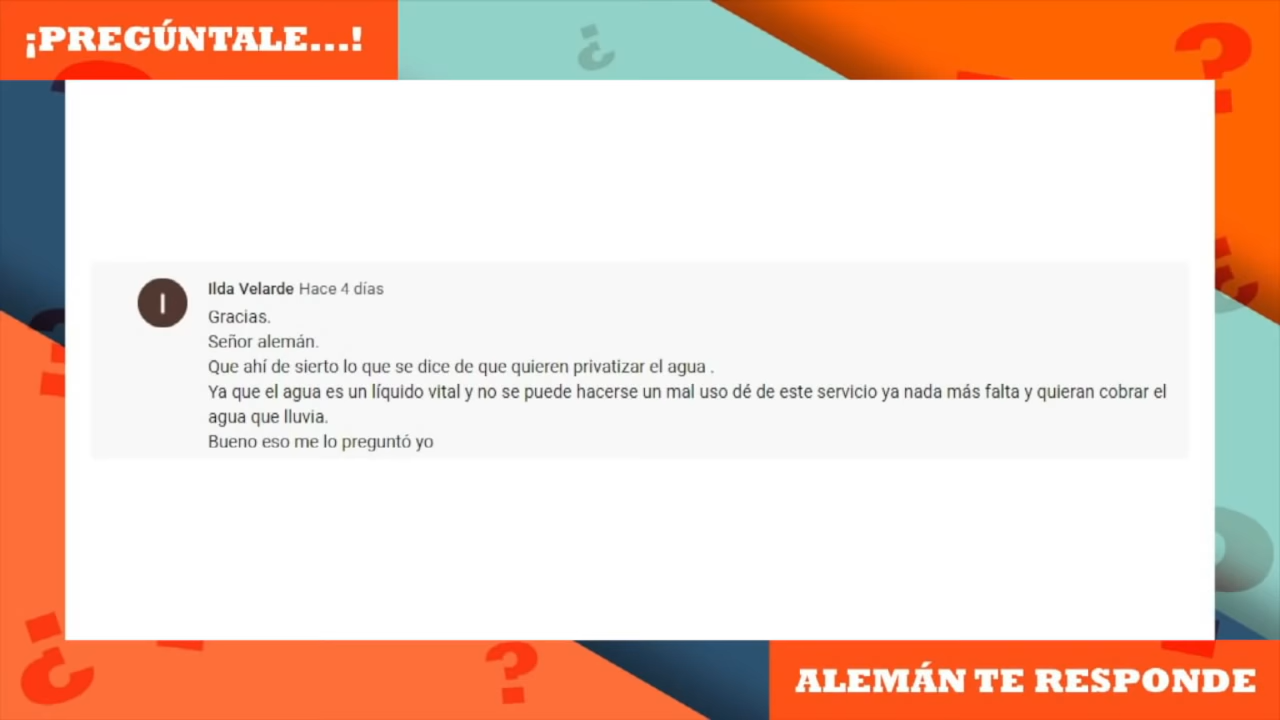 ¡PREGÚNTALE...!
Ilda Velarde Hace 4 días
Gracias.
Señor alemán.
Que ahí de sierto lo que se dice de que quieren privatizar el agua .
Ya que el agua es un líquido vital y no se puede hacerse un mal uso dé de este servicio ya nada más falta y quieran cobrar el
agua que lluvia.
Bueno eso me lo preguntó yo
ALEMÁN TE RESPONDE